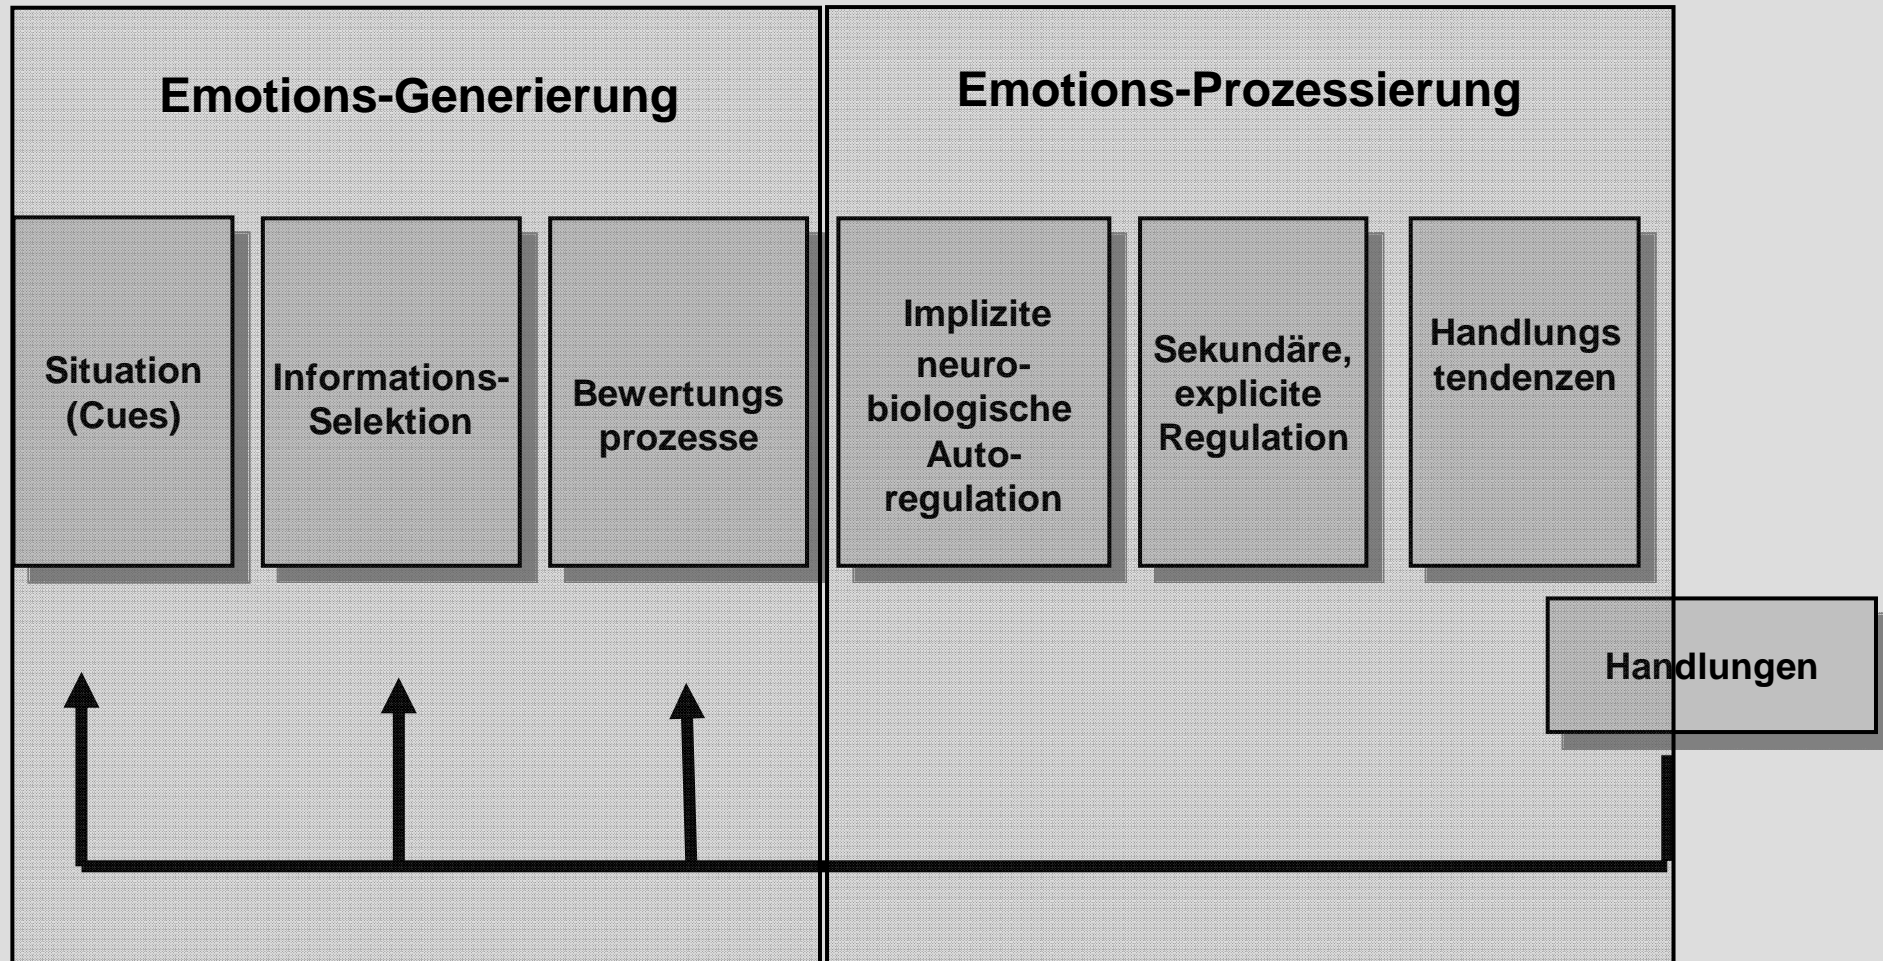 Emotions-Generierung
Emotions-Prozessierung
Situation
(Cues)
Informations-
Selektion
Bewertungs
prozesse
Implizite
neuro-
biologische
Auto-
regulation
Sekundäre,
explicite
Regulation
Handlungs
tendenzen
Handlungen